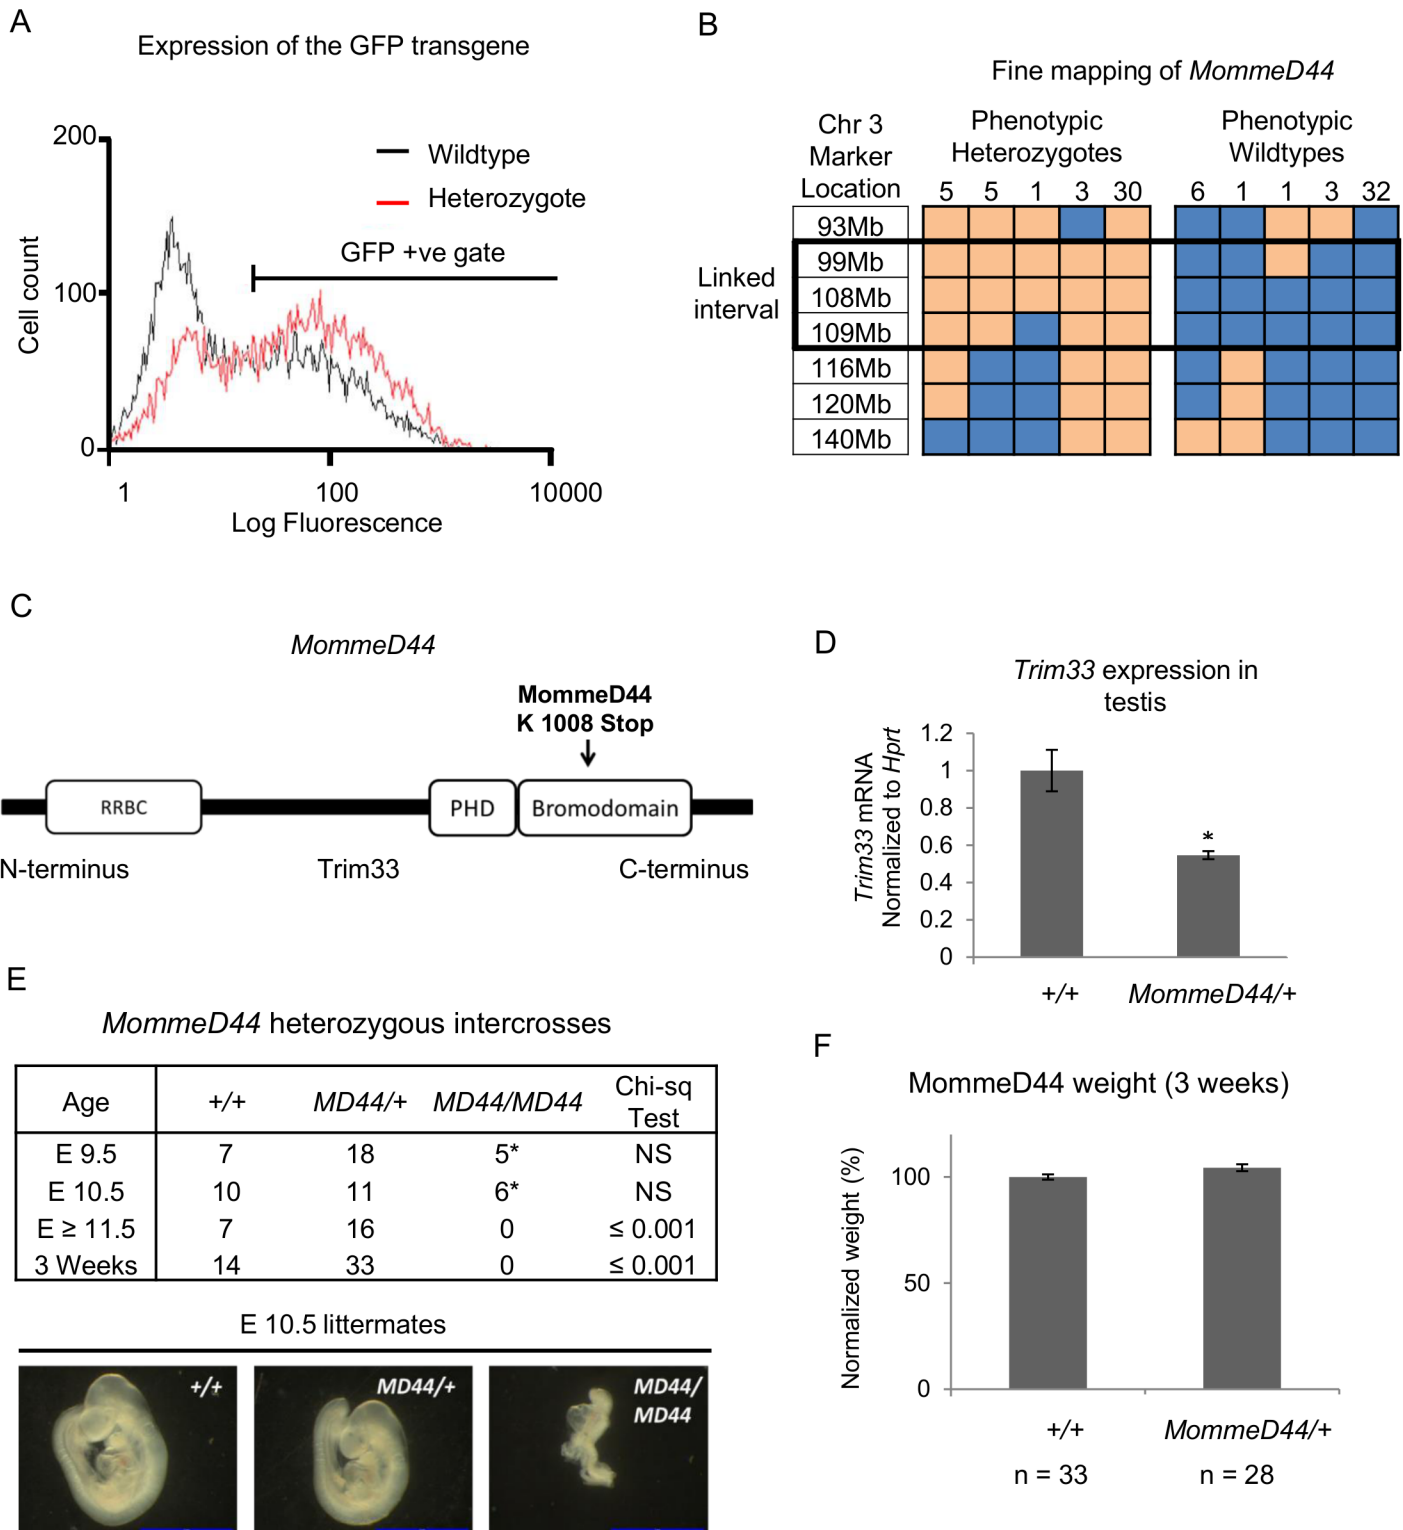 A
Expression of the GFP transgene
200
100
0
Cell count
Wildtype
Heterozygote
GFP +ve gate
1 100 10000
Log Fluorescence
B
Fine mapping of MommeD44
Chr 3
Marker
Location
Phenotypic
Heterozygotes
Phenotypic
Wildtypes
5 5 1 3 30 6 1 1 3 32
93Mb
99Mb
108Mb
109Mb
116Mb
120Mb
140Mb
Linked
interval
C
MommeD44
MommeD44
K 1008 Stop
RRBC PHD Bromodomain
N-terminus Trim33 C-terminus
D
Trim33 expression in
testis
Trim33 mRNA
Normalized to Hprt
1.2
1
0.8
0.6
0.4
0.2
0
*
+/+ MommeD44/+
E
MommeD44 heterozygous intercrosses
Age +/+ MD44/+ MD44/MD44 Chi-sq
Test
E 9.5 7 18 5* NS
E 10.5 10 11 6* NS
E ≥ 11.5 7 16 0 ≤ 0.001
3 Weeks 14 33 0 ≤ 0.001
E 10.5 littermates
+/+
MD44/+
MD44/
MD44
F
MommeD44 weight (3 weeks)
Normalized weight (%)
100
50
0
+/+ MommeD44/+
n = 33 n = 28